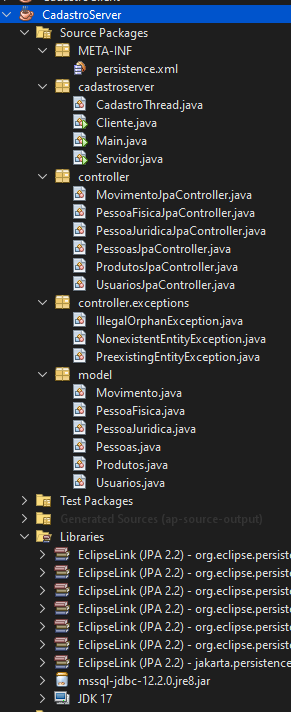 CadastroServer
Source Packages
META-INF
persistence.xml
cadastroserver
CadastroThread.java
Cliente.java
Main.java
Servidor.java
controller
MovimentoJpaController.java
PessoaFisicaJpaController.java
PessoaJuridicaJpaController.java
PessoasJpaController.java
ProdutosJpaController.java
UsuariosJpaController.java
controller.exceptions
IllegalOrphanException.java
NonexistentEntityException.java
PreexistingEntityException.java
model
Movimento.java
PessoaFisica.java
PessoaJuridica.java
Pessoas.java
Produtos.java
Usuarios.java
Test Packages
Generated Sources (ap-source-output)
Libraries
EclipseLink (JPA 2.2) - org.eclipse.persiste
EclipseLink (JPA 2.2) - org.eclipse.persiste
EclipseLink (JPA 2.2) - org.eclipse.persiste
EclipseLink (JPA 2.2) - org.eclipse.persiste
EclipseLink (JPA 2.2) - org.eclipse.persiste
EclipseLink (JPA 2.2) - org.eclipse.persiste
EclipseLink (JPA 2.2) - jakarta.persistence
mssql-jdbc-12.2.0.jre8.jar
JDK 17